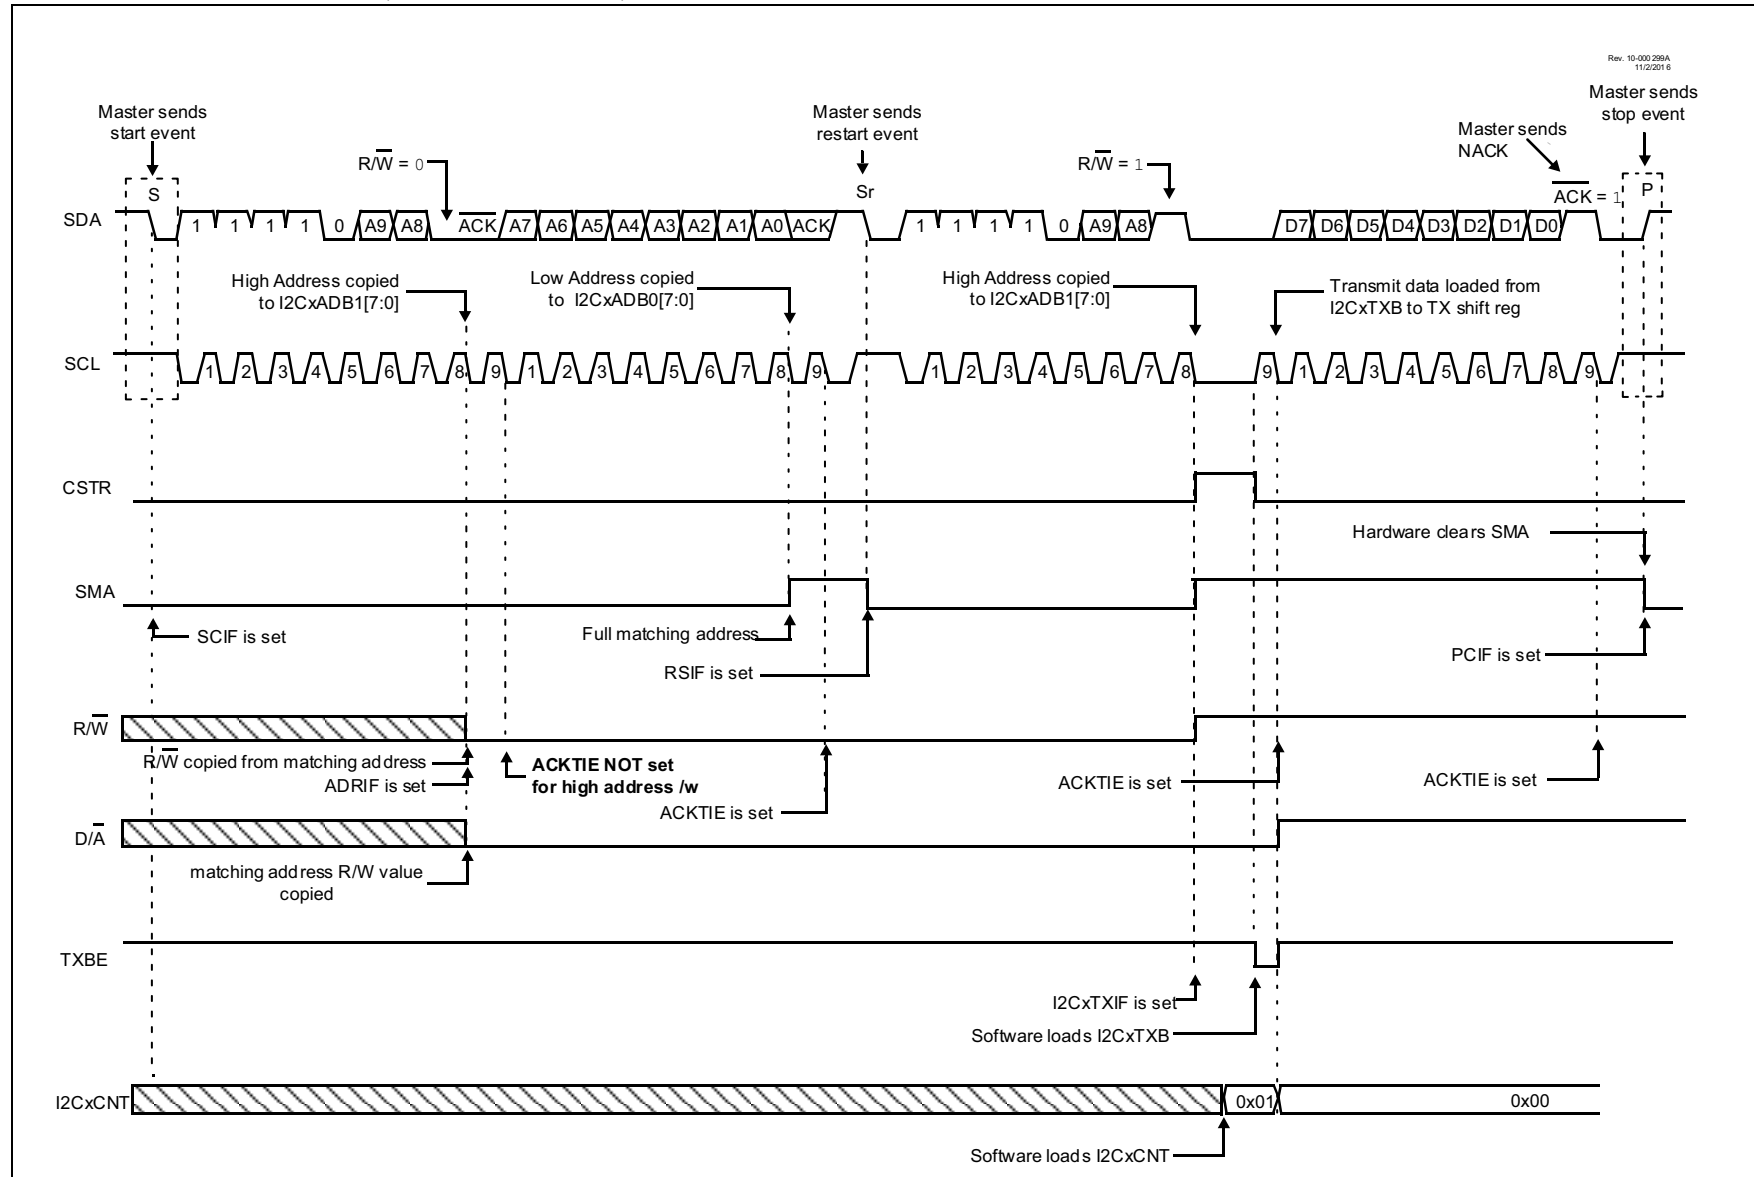 Rev. 10-000 299A
11/2/2016
Master sends
start event
Master sends
restart event
Master sends
stop event
Master sends
NACK
R/W = 0
R/W = 1
ACK = 1
S
Sr
P
SDA
1 1 1 1 0 A9 A8 ACK A7 A6 A5 A4 A3 A2 A1 A0 ACK 1 1 1 1 0 A9 A8 D7 D6 D5 D4 D3 D2 D1 D0
High Address copied
to I2CxADB1[7:0]
Low Address copied
to I2CxADB0[7:0]
High Address copied
to I2CxADB1[7:0]
Transmit data loaded from
I2CxTXB to TX shift reg
SCL
1 2 3 4 5 6 7 8 9 1 2 3 4 5 6 7 8 9 1 2 3 4 5 6 7 8 9 1 2 3 4 5 6 7 8 9
CSTR
Hardware clears SMA
SMA
SCIF is set
Full matching address
RSIF is set
PCIF is set
R/W
R/W copied from matching address
ADRIF is set
ACKTIE NOT set
for high address /w
ACKTIE is set
ACKTIE is set
ACKTIE is set
D/A
matching address R/W value
copied
TXBE
I2CxTXIF is set
Software loads I2CxTXB
I2CxCNT
0x01
0x00
Software loads I2CxCNT